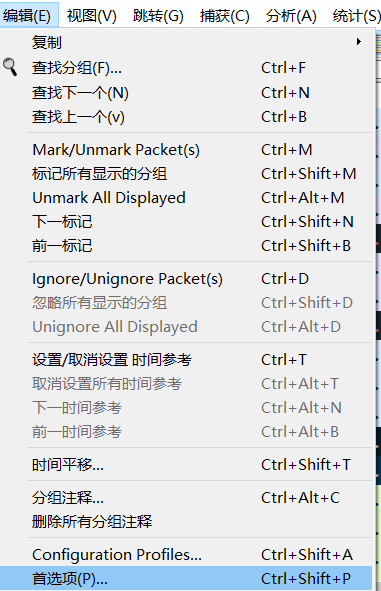 编辑(E) 视图(V) 跳转(G) 捕获(C) 分析(A) 统计(S)
复制
查找分组(F)... Ctrl+F
查找下一个(N) Ctrl+N
查找上一个(v) Ctrl+B
Mark/Unmark Packet(s) Ctrl+M
标记所有显示的分组 Ctrl+Shift+M
Unmark All Displayed Ctrl+Alt+M
下一标记 Ctrl+Shift+N
前一标记 Ctrl+Shift+B
Ignore/Unignore Packet(s) Ctrl+D
忽略所有显示的分组 Ctrl+Shift+D
Unignore All Displayed Ctrl+Alt+D
设置/取消设置 时间参考 Ctrl+T
取消设置所有时间参考 Ctrl+Alt+T
下一时间参考 Ctrl+Alt+N
前一时间参考 Ctrl+Alt+B
时间平移... Ctrl+Shift+T
分组注释... Ctrl+Alt+C
删除所有分组注释
Configuration Profiles... Ctrl+Shift+A
首选项(P)... Ctrl+Shift+P